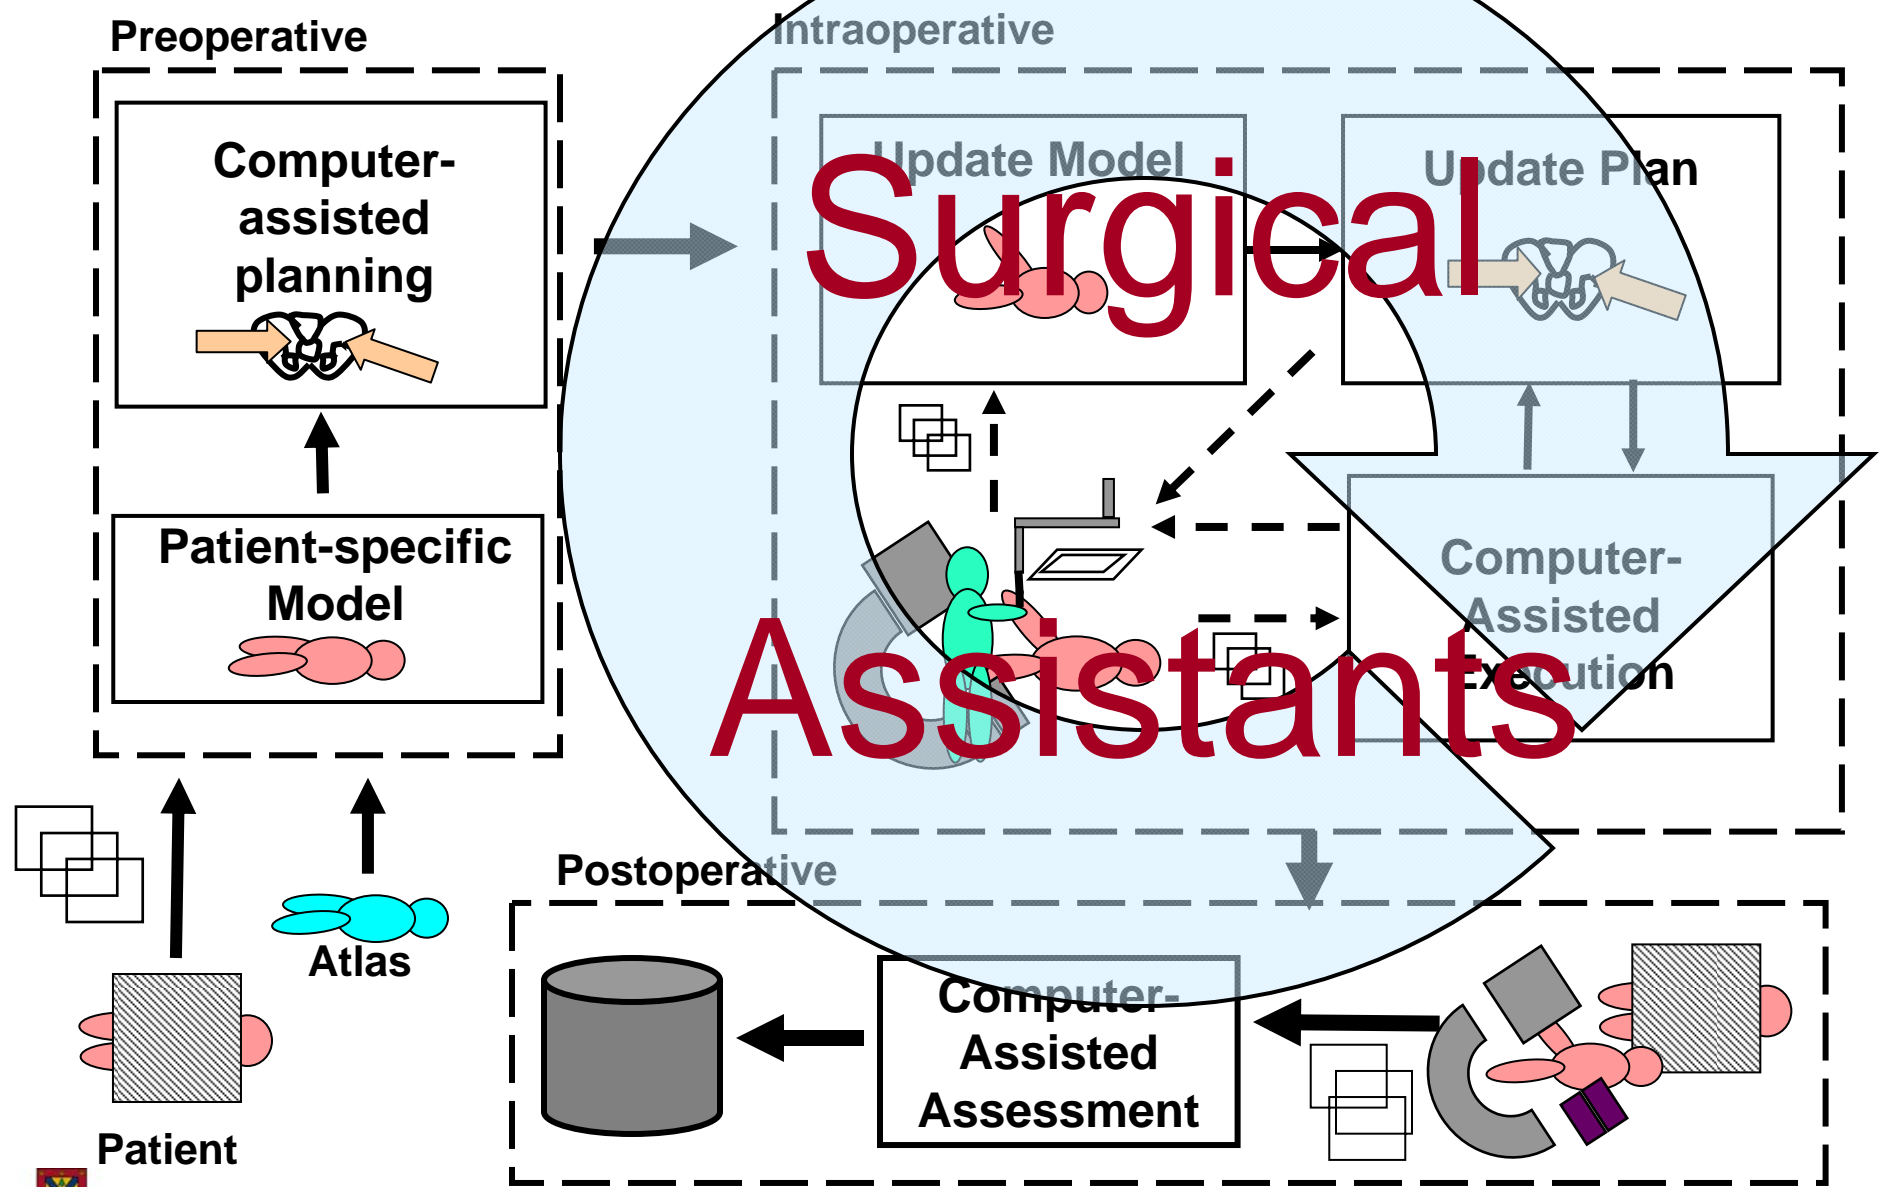 Preoperative
Intraoperative
Computer-
assisted
planning
Update Model
Update Plan
Surgical
Patient-specific
Model
Computer-
Assisted
Execution
Assistants
Postoperative
Atlas
Computer-
Assisted
Assessment
Patient